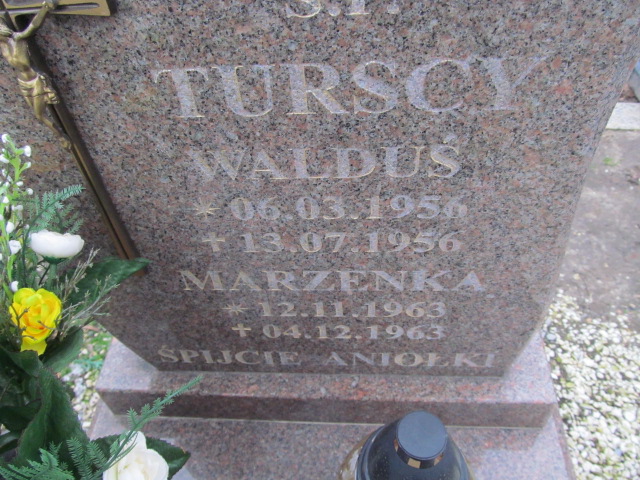 Ś.P.
TURSCY
WALDUŚ
* 06.03.1956
+ 13.07.1956
MARZENKA
* 12.11.1963
+ 04.12.1963
ŚPIJCIE ANIOŁKI